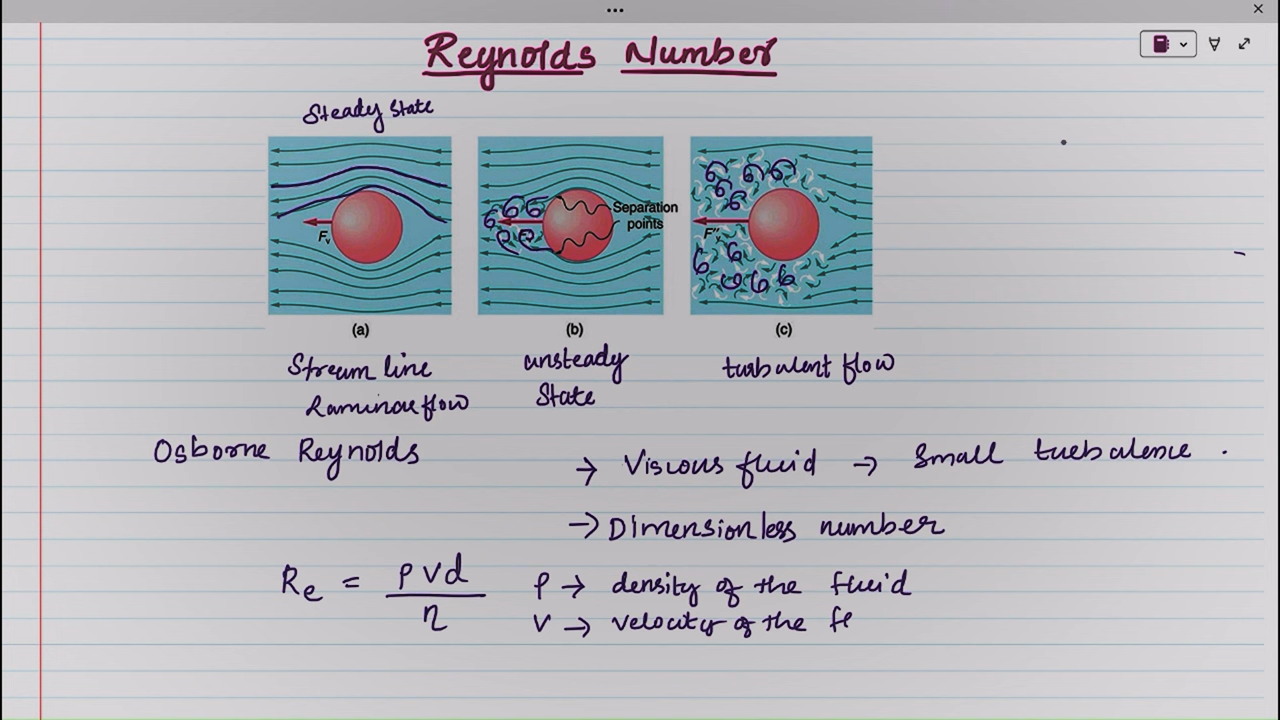 Reynolds Number
Steady State
Separation
points
Fv
F"v
(a)
(b)
(c)
Stream line
Laminar flow
unsteady
State
turbulent flow
Osborne Reynolds
→ Viscous fluid → Small turbulence .
→ Dimensionless number
Re = ρvd / η
ρ → density of the fluid
v → velocity of the fl